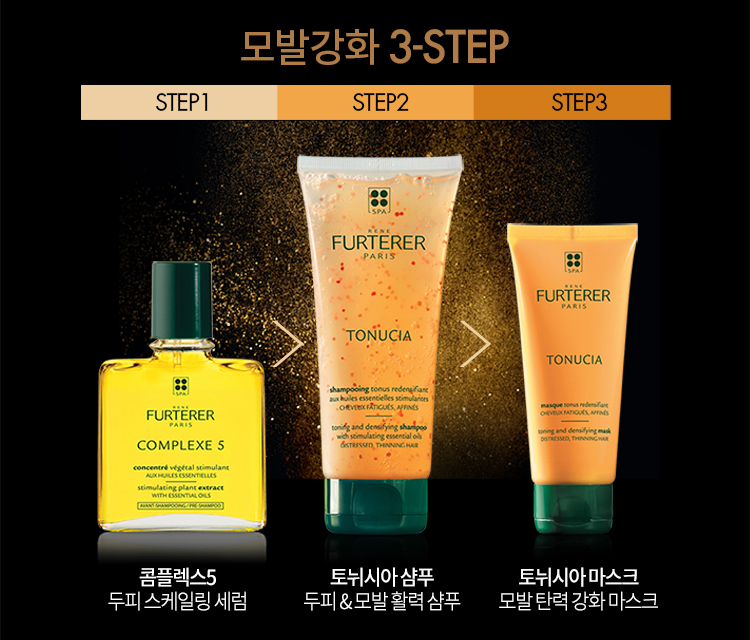 모발강화 3-STEP
STEP1
STEP2
STEP3
SPA
RENE
FURTERER
PARIS
COMPLEXE 5
concentré végétal stimulant
AUX HUILES ESSENTIELLES
stimulating plant extract
WITH ESSENTIAL OILS
AVANT-SHAMPOOING / PRE-SHAMPOO
SPA
RENE
FURTERER
PARIS
TONUCIA
shampooing tonus redensifiant
aux huiles essentielles stimulantes
CHEVEUX FATIGUÉS, AFFINÉS
toning and densifying shampoo
with stimulating essential oils
DISTRESSED, THINNING HAIR
SPA
RENE
FURTERER
PARIS
TONUCIA
masque tonus redensifiant
CHEVEUX FATIGUÉS, AFFINÉS
toning and densifying mask
DISTRESSED, THINNING HAIR
콤플렉스5
두피 스케일링 세럼
토뉘시아 샴푸
두피 & 모발 활력 샴푸
토뉘시아 마스크
모발 탄력 강화 마스크